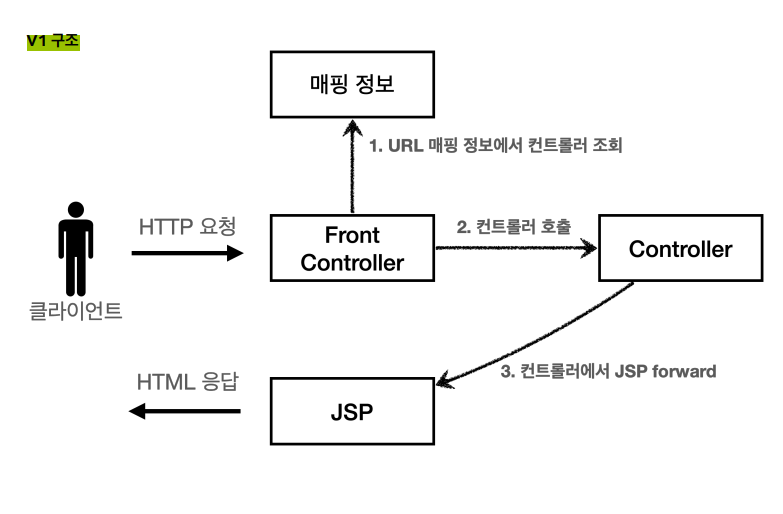 V1 구조
매핑 정보
1. URL 매핑 정보에서 컨트롤러 조회
HTTP 요청
Front
Controller
2. 컨트롤러 호출
Controller
클라이언트
3. 컨트롤러에서 JSP forward
HTML 응답
JSP